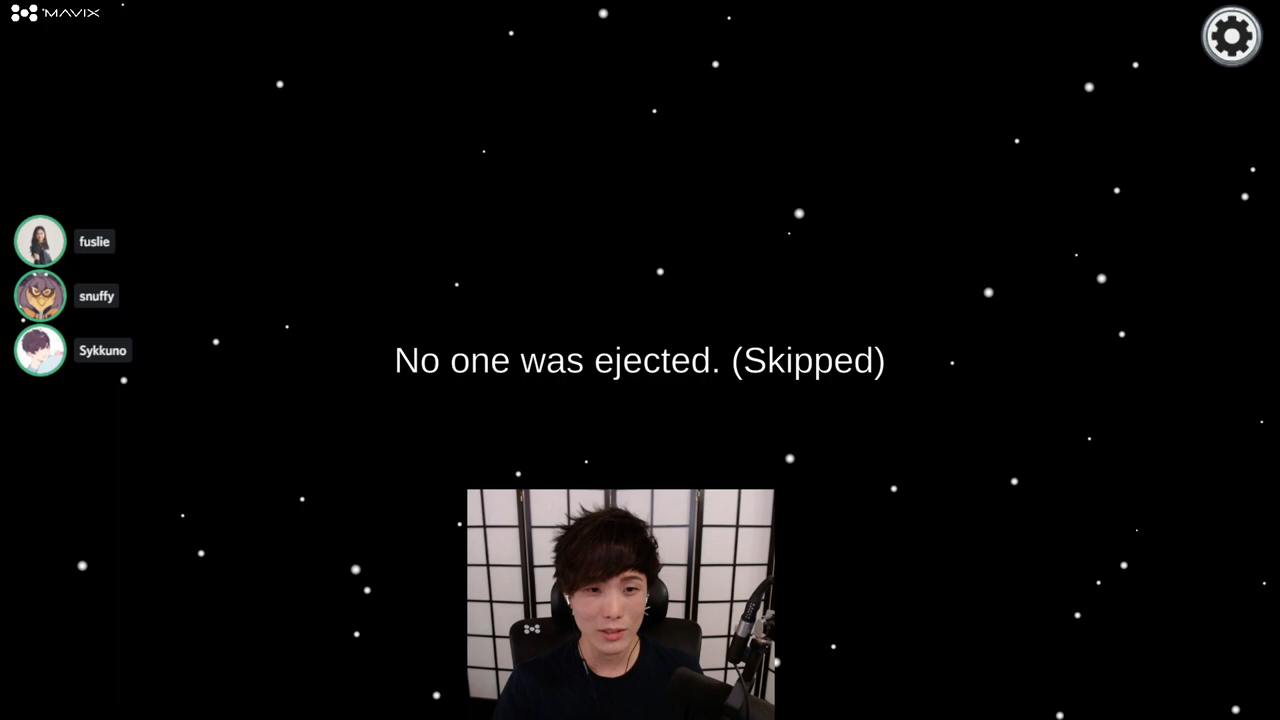 MAVIX
fuslie
snuffy
Sykkuno
No one was ejected. (Skipped)